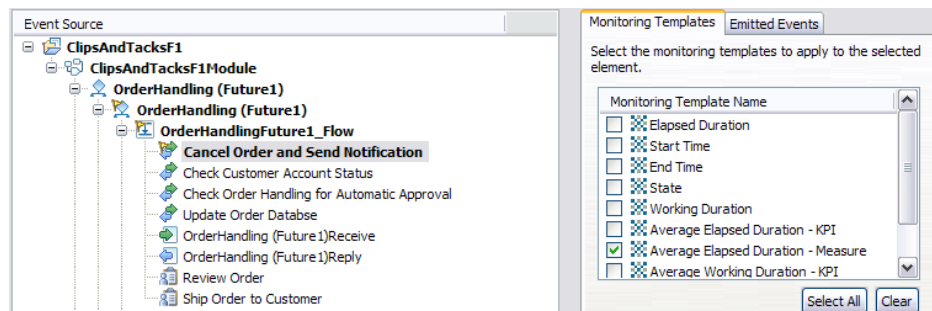 Event Source
ClipsAndTacksF1
ClipsAndTacksF1Module
OrderHandling (Future1)
OrderHandling (Future1)
OrderHandlingFuture1_Flow
Cancel Order and Send Notification
Check Customer Account Status
Check Order Handling for Automatic Approval
Update Order Databse
OrderHandling (Future1)Receive
OrderHandling (Future1)Reply
Review Order
Ship Order to Customer
Monitoring Templates
Emitted Events
Select the monitoring templates to apply to the selected
element.
Monitoring Template Name
Elapsed Duration
Start Time
End Time
State
Working Duration
Average Elapsed Duration - KPI
Average Elapsed Duration - Measure
Average Working Duration - KPI
Select All
Clear